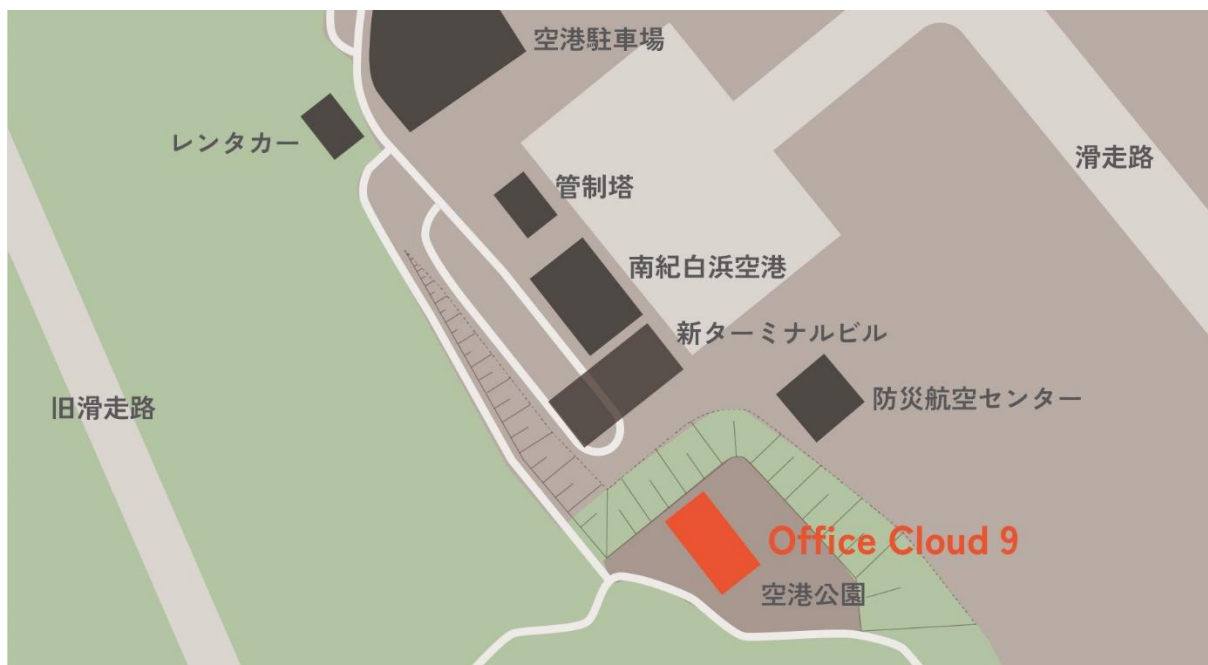 空港駐車場
レンタカー
滑走路
管制塔
南紀白浜空港
新ターミナルビル
防災航空センター
旧滑走路
Office Cloud 9
空港公園